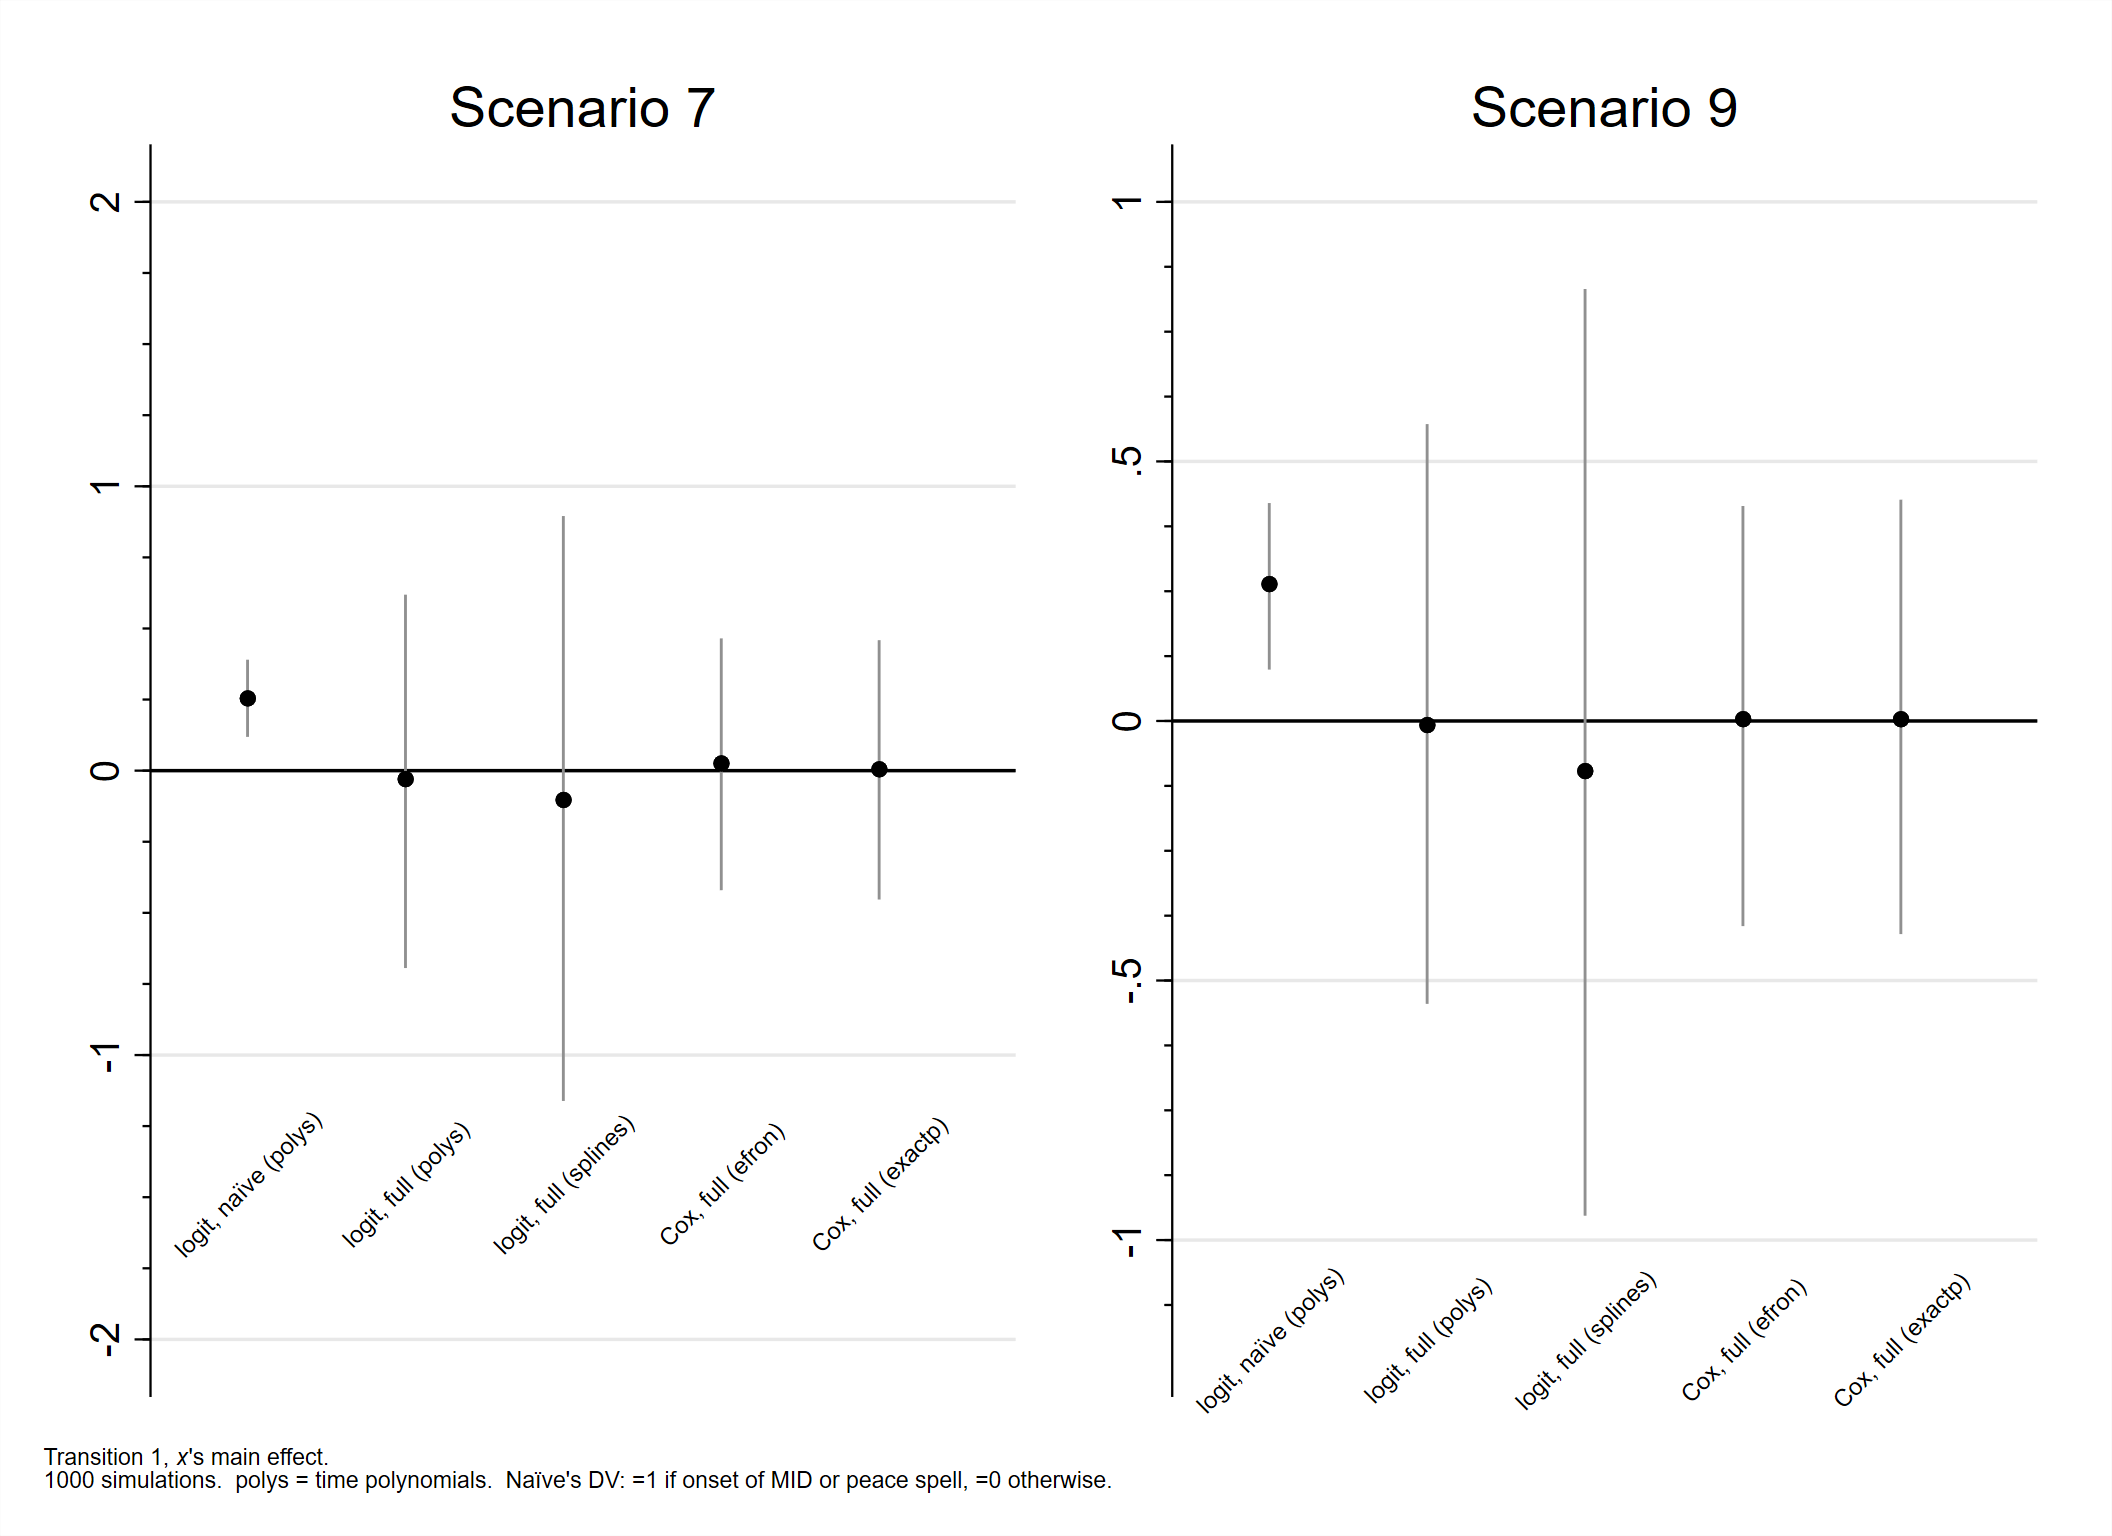 Scenario 7
2
1
0
-1
-2
logit, naïve (polys)
logit, full (polys)
logit, full (splines)
Cox, full (efron)
Cox, full (exactp)
Scenario 9
1
.5
0
-.5
-1
logit, naïve (polys)
logit, full (polys)
logit, full (splines)
Cox, full (efron)
Cox, full (exactp)
Transition 1, x's main effect.
1000 simulations.  polys = time polynomials.  Naïve's DV: =1 if onset of MID or peace spell, =0 otherwise.